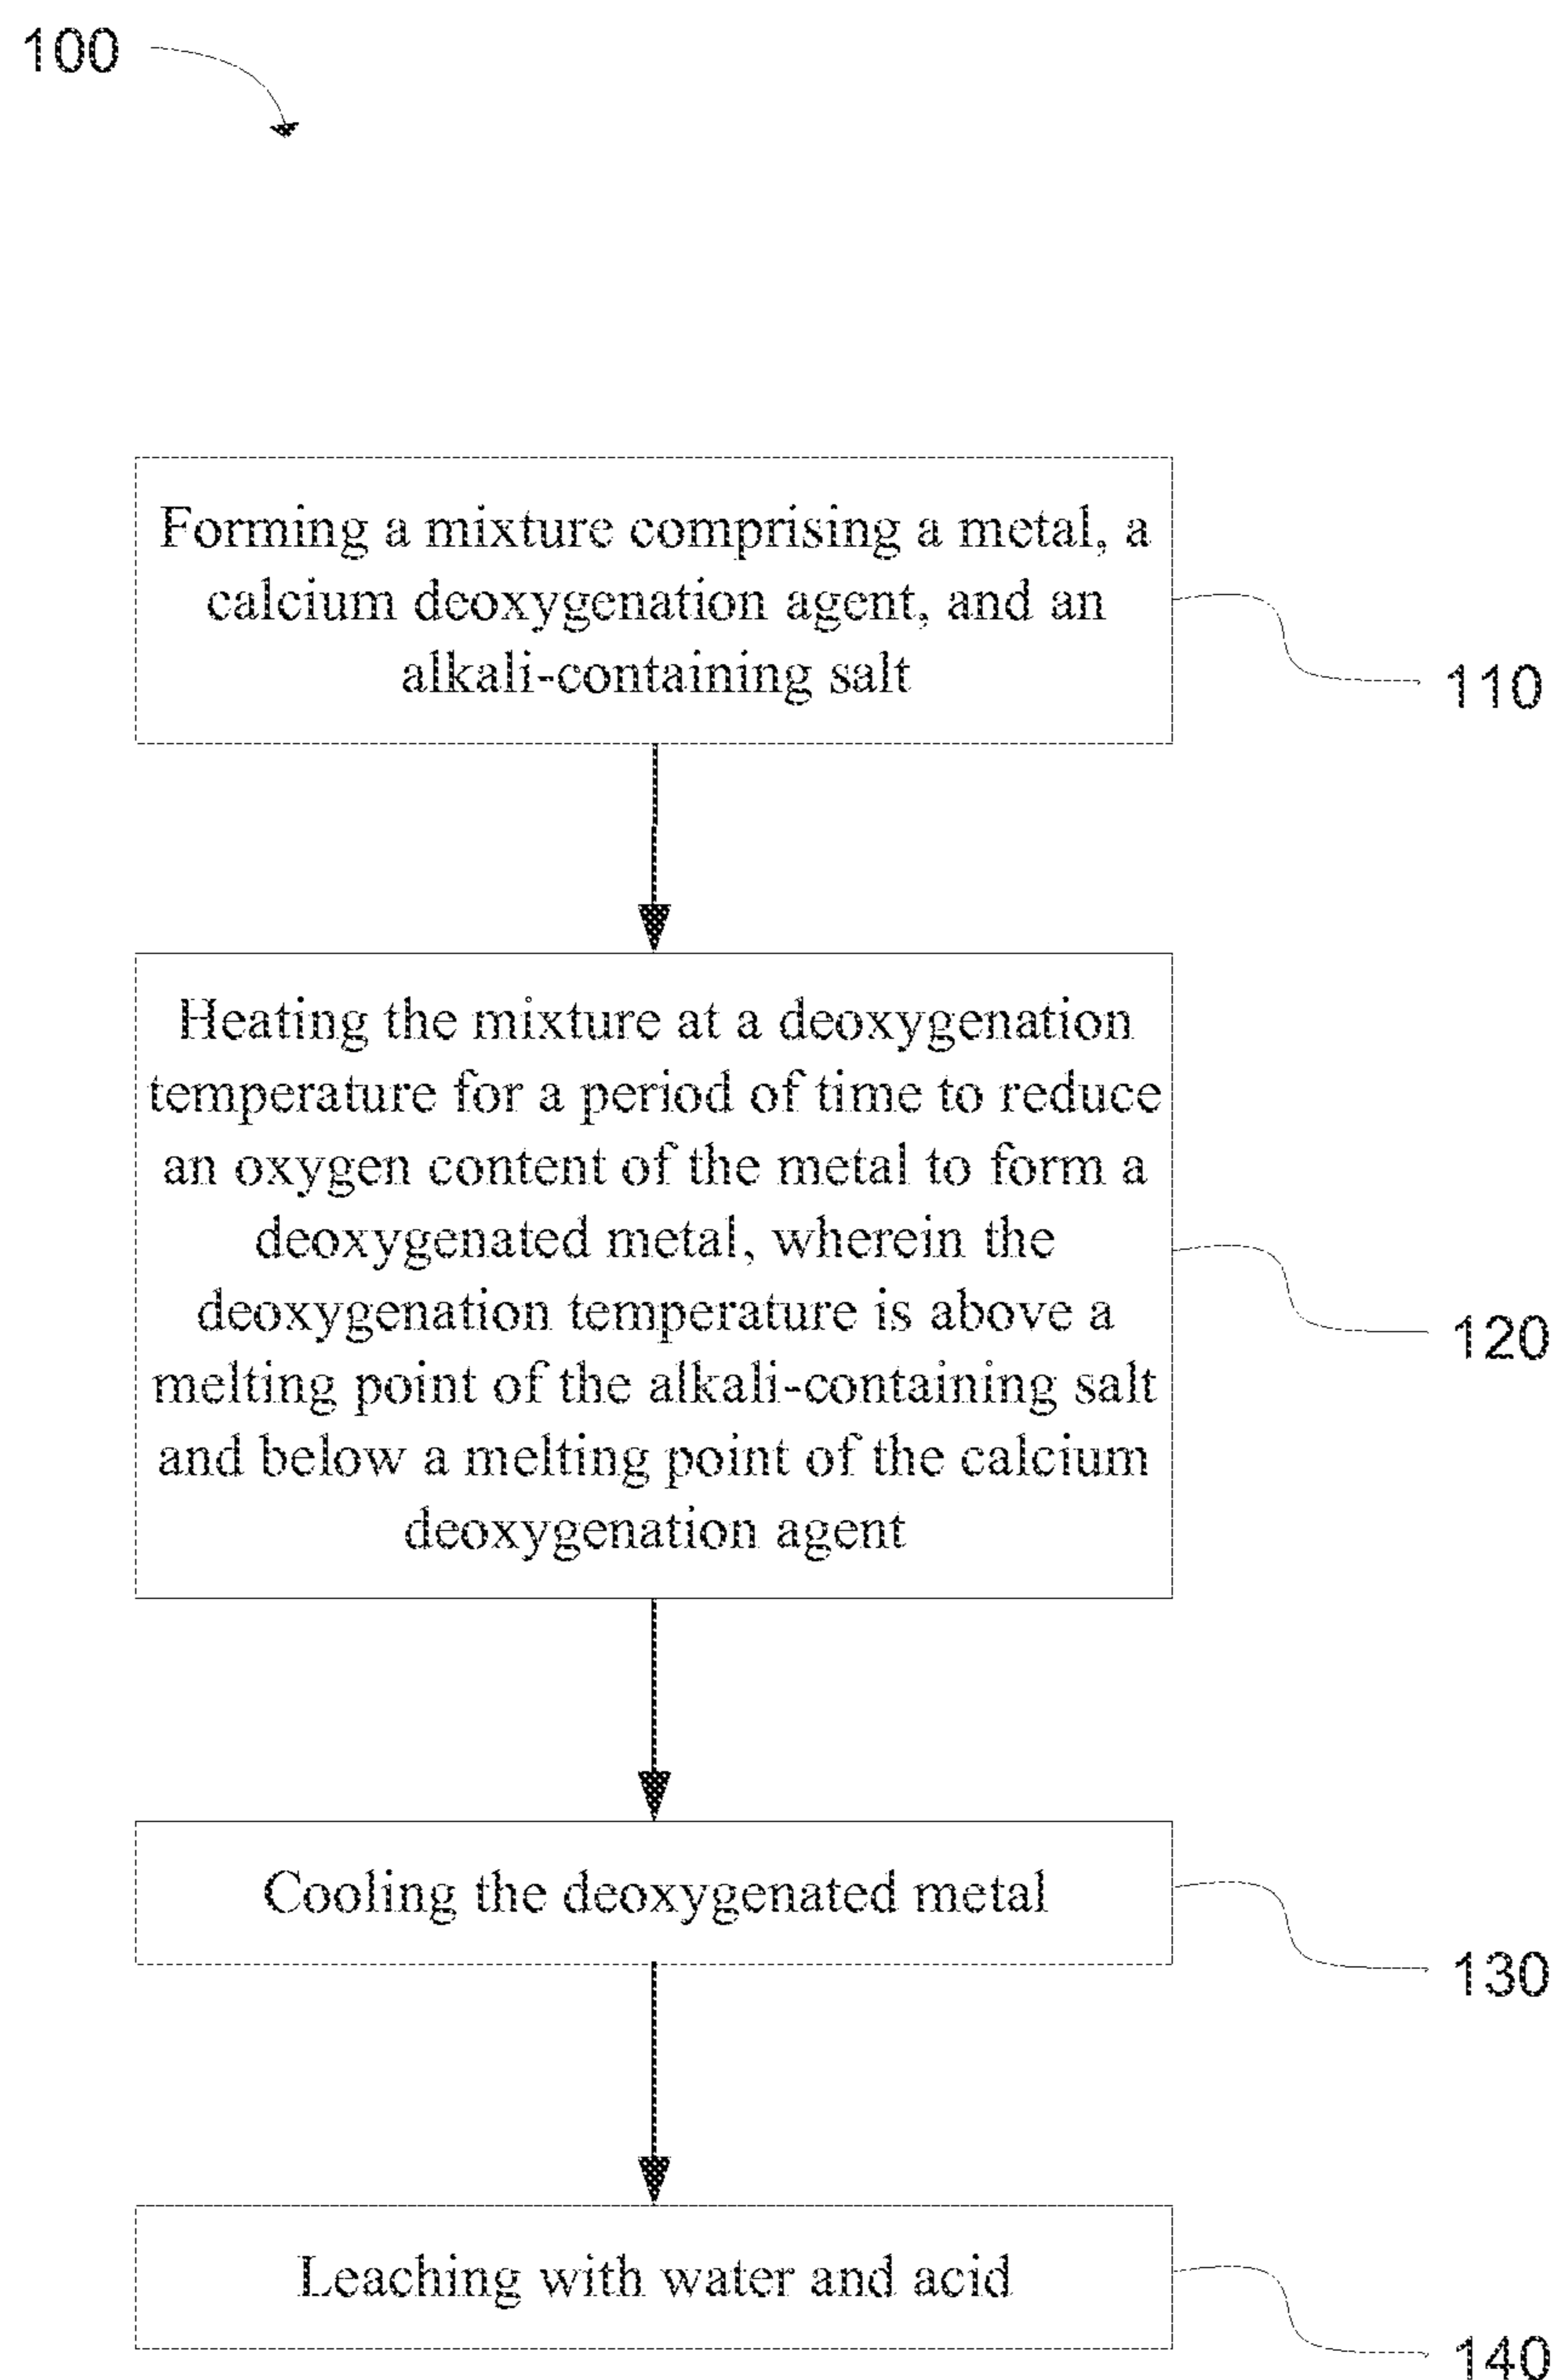 100
Forming a mixture comprising a metal, a
calcium deoxygenation agent, and an
alkali-containing salt
110
Heating the mixture at a deoxygenation
temperature for a period of time to reduce
an oxygen content of the metal to form a
deoxygenated metal, wherein the
deoxygenation temperature is above a
melting point of the alkali-containing salt
and below a melting point of the calcium
deoxygenation agent
120
Cooling the deoxygenated metal
130
Leaching with water and acid
140